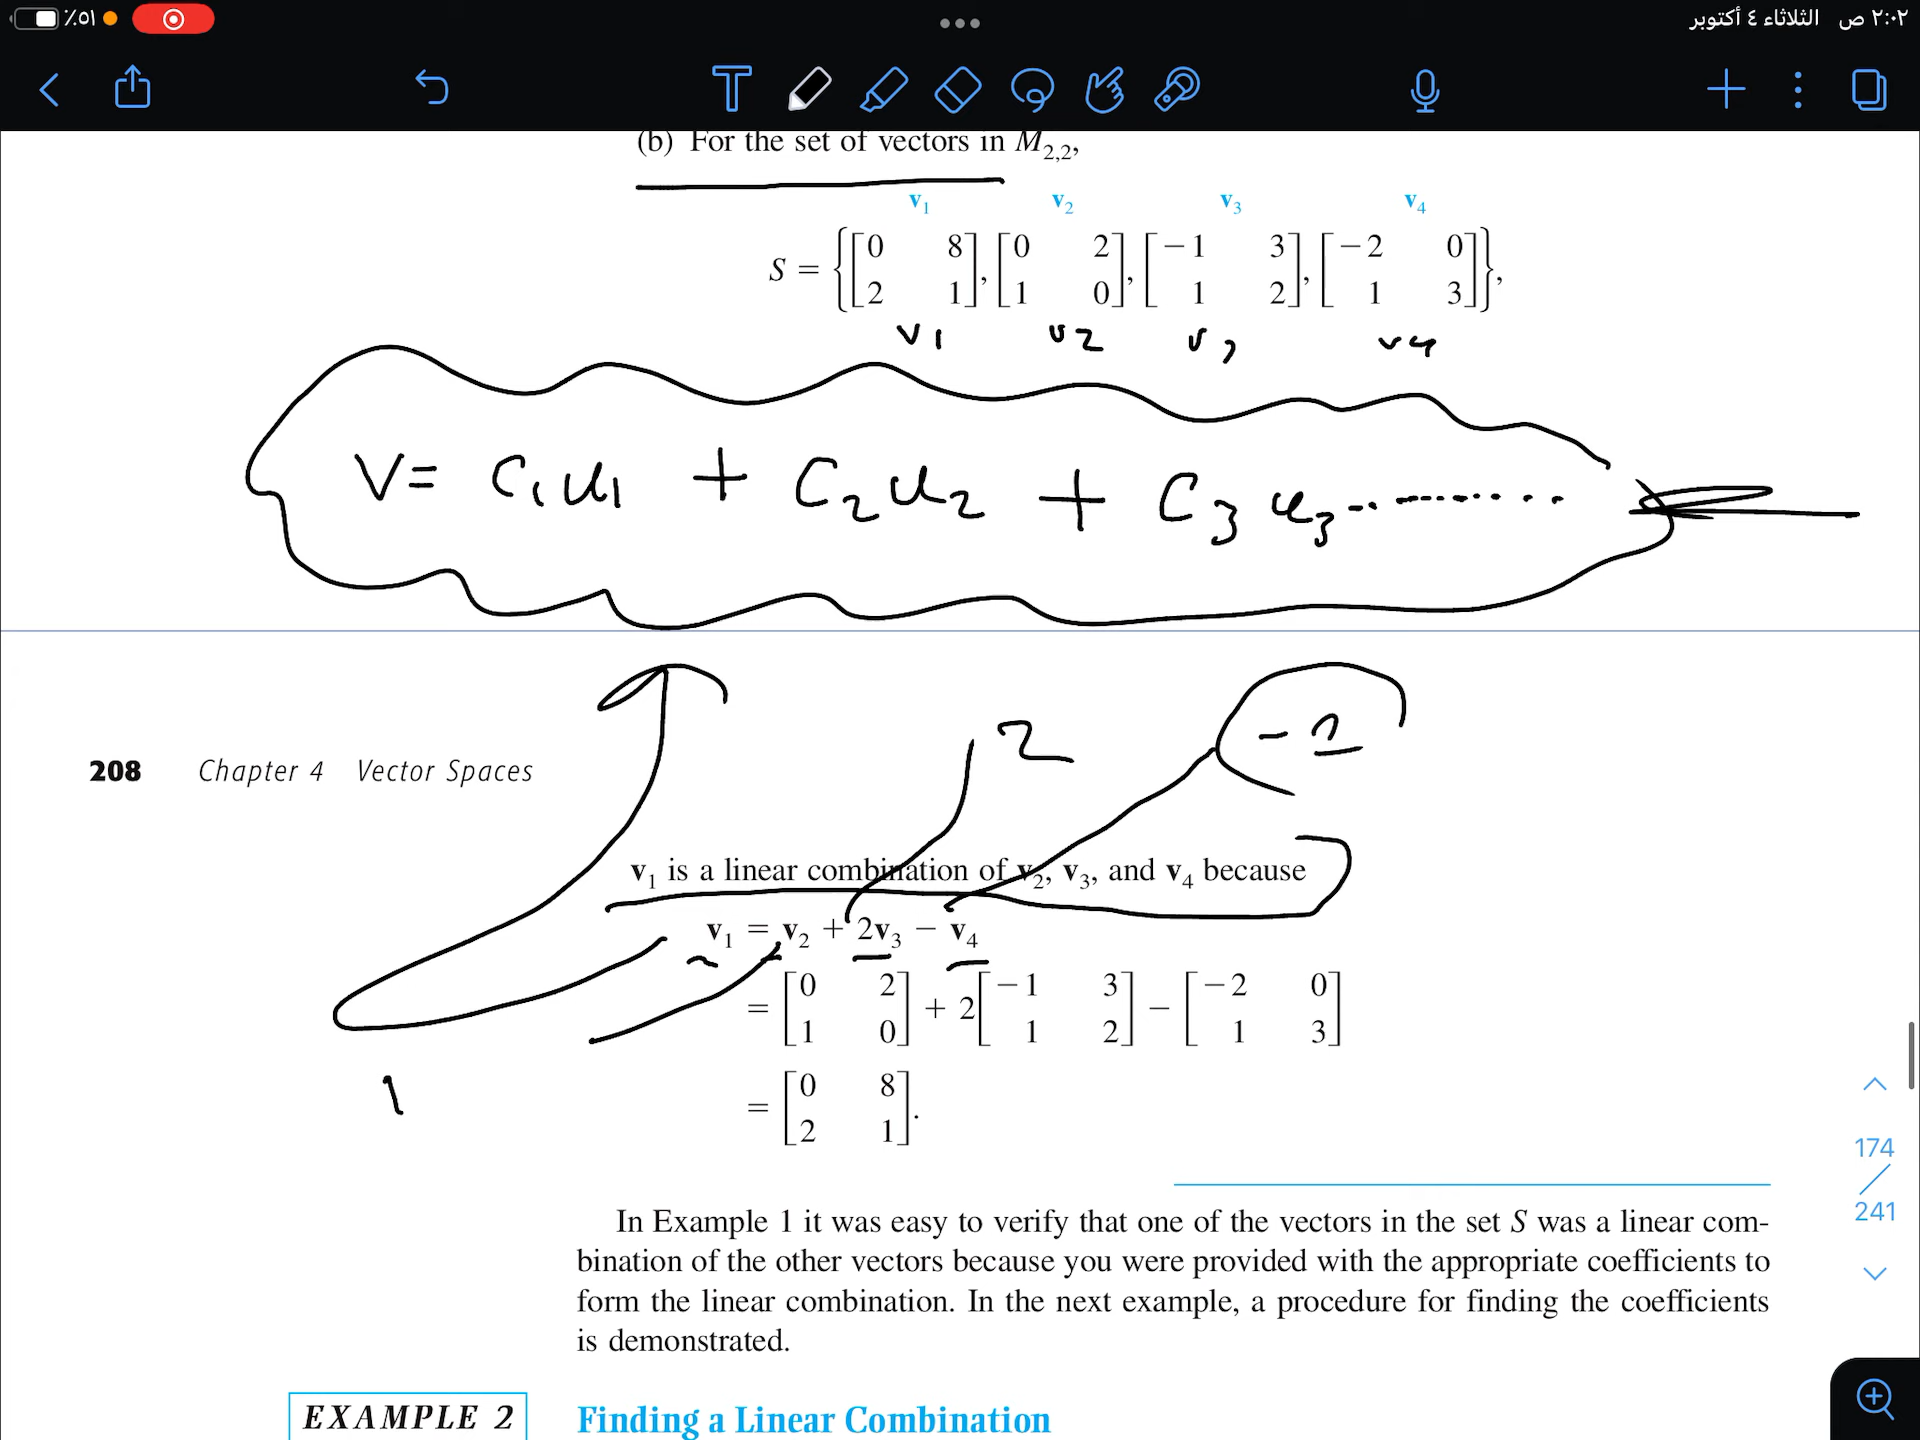 ٪٥١
٢:٠٢ ص الثلاثاء ٤ أكتوبر
(b) For the set of vectors in M2,2,
v1 v2 v3 v4
S = {[0 8; 2 1], [0 2; 1 0], [−1 3; 1 2], [−2 0; 1 3]},
v1 v2 v4
V= C1u1 + C2u2 + C3u3 ..........
2
208 Chapter 4 Vector Spaces
v1 is a linear combination of v2, v3, and v4 because
v1 = v2 + 2v3 − v4
= [0 2; 1 0] + 2[−1 3; 1 2] − [−2 0; 1 3]
1
= [0 8; 2 1].
174
241
In Example 1 it was easy to verify that one of the vectors in the set S was a linear com-
bination of the other vectors because you were provided with the appropriate coefficients to
form the linear combination. In the next example, a procedure for finding the coefficients
is demonstrated.
EXAMPLE 2 Finding a Linear Combination